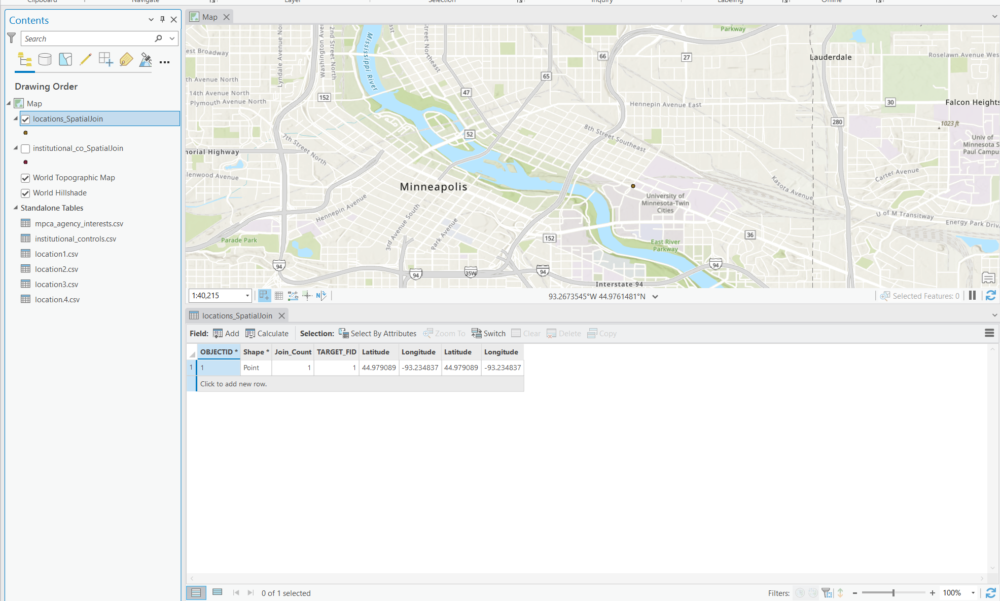 Clipboard
Navigate
Layer
Selection
Inquiry
Labeling
Offline
Contents
Search
Drawing Order
Map
locations_SpatialJoin
institutional_co_SpatialJoin
World Topographic Map
World Hillshade
Standalone Tables
mpca_agency_interests.csv
institutional_controls.csv
location1.csv
location2.csv
location3.csv
location.4.csv
Map
est Broadway
Lyndale Avenue Nor
Washington Aven
2nd Street North
Mississippi River
treet Northeast
ast
Parkway
66
27
Lauderdale
Roselawn Avenue Wes
65
th Avenue North
14th Avenue North
Plymouth Avenue North
152
47
Hennepin Avenue East
30
Falcon Heights
280
1023 ft
52
8th Street Southeast
7th Street North
Univ of
Minnesota S
Paul Campu
morial Highway
lenwood Avenue
Carter Avenue
Kasota Avenue
Minneapolis
University of
Minnesota-Twin
Cities
Hennepin Avenue
3rd Avenue South
Park Avenue
U of M Transitway
Energy Park Driv
Parade Park
152
36
East River
Parkway
94
94
35W
94
94
Interstate 94
1:40,215
N
93.2673545°W 44.9761481°N
Selected Features: 0
locations_SpatialJoin
Field: Add Calculate Selection: Select By Attributes Zoom To Switch Clear Delete Copy
OBJECTID * Shape * Join_Count TARGET_FID Latitude Longitude Latitude Longitude
1 1 Point 1 1 44.979089 -93.234837 44.979089 -93.234837
Click to add new row.
0 of 1 selected
Filters:
- + 100%